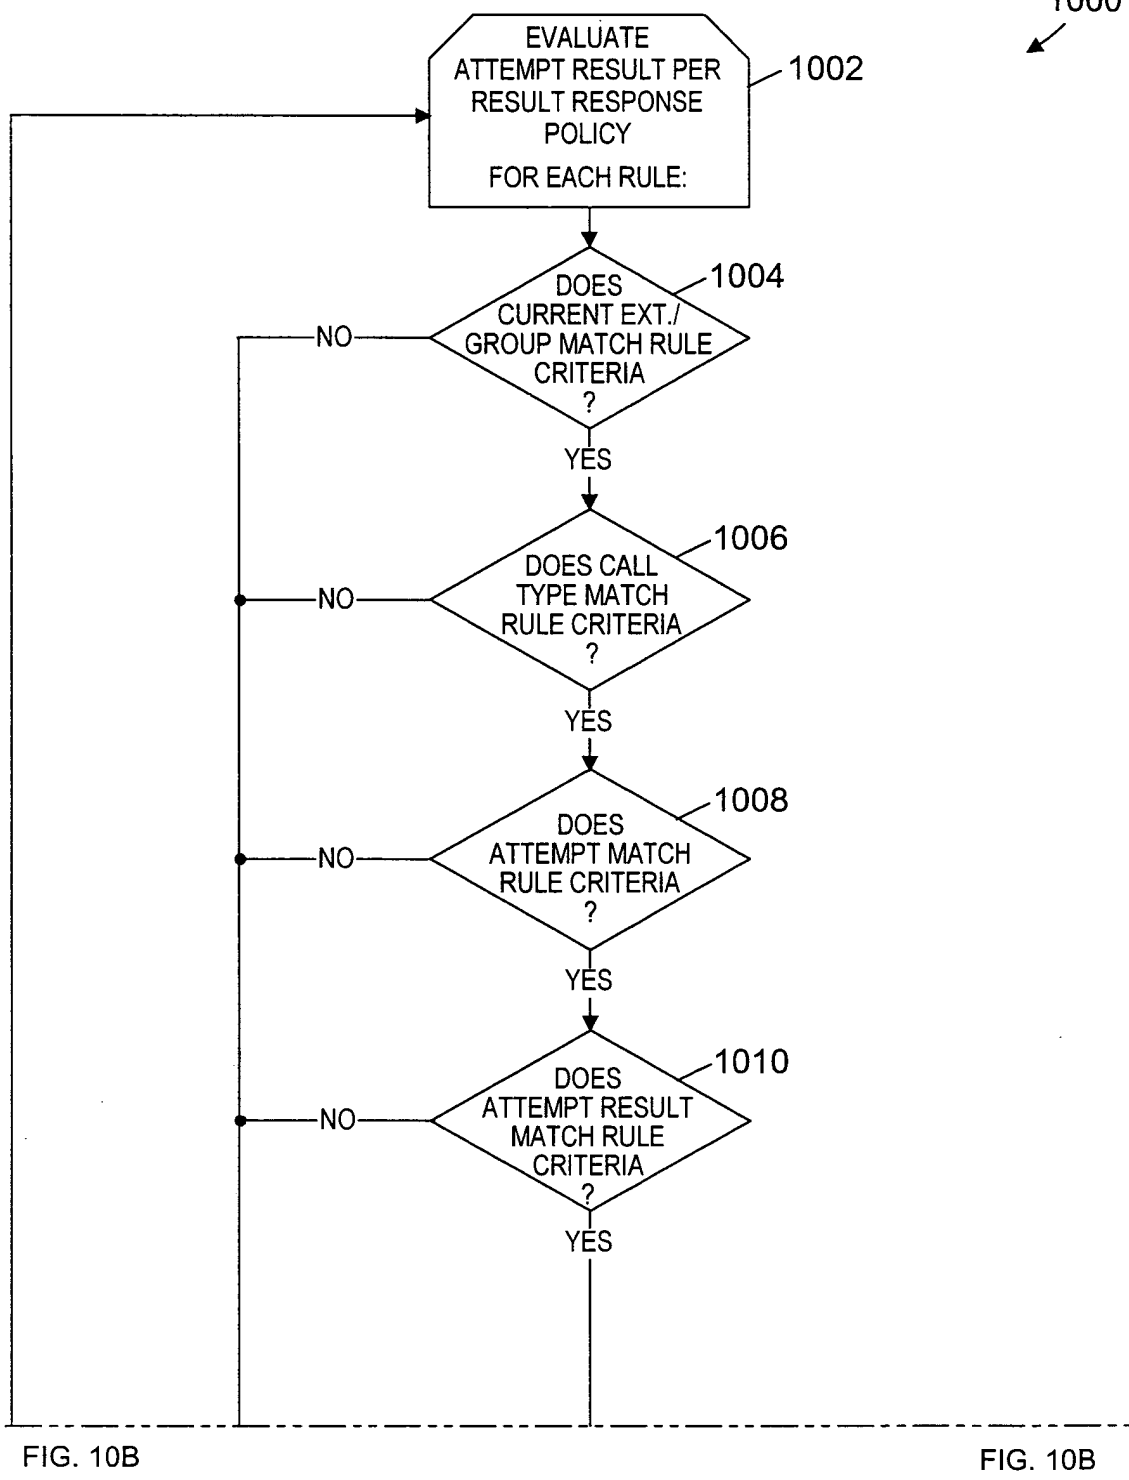 1000
EVALUATE
ATTEMPT RESULT PER
RESULT RESPONSE
POLICY
FOR EACH RULE:
1002
DOES
CURRENT EXT./
GROUP MATCH RULE
CRITERIA
?
1004
NO
YES
DOES CALL
TYPE MATCH
RULE CRITERIA
?
1006
NO
YES
DOES
ATTEMPT MATCH
RULE CRITERIA
?
1008
NO
YES
DOES
ATTEMPT RESULT
MATCH RULE
CRITERIA
?
1010
NO
YES
FIG. 10B
FIG. 10B